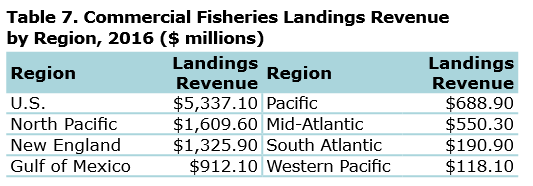 Table 7. Commercial Fisheries Landings Revenue
by Region, 2016 ($ millions)
Region Landings Revenue Region Landings Revenue
U.S. $5,337.10 Pacific $688.90
North Pacific $1,609.60 Mid-Atlantic $550.30
New England $1,325.90 South Atlantic $190.90
Gulf of Mexico $912.10 Western Pacific $118.10